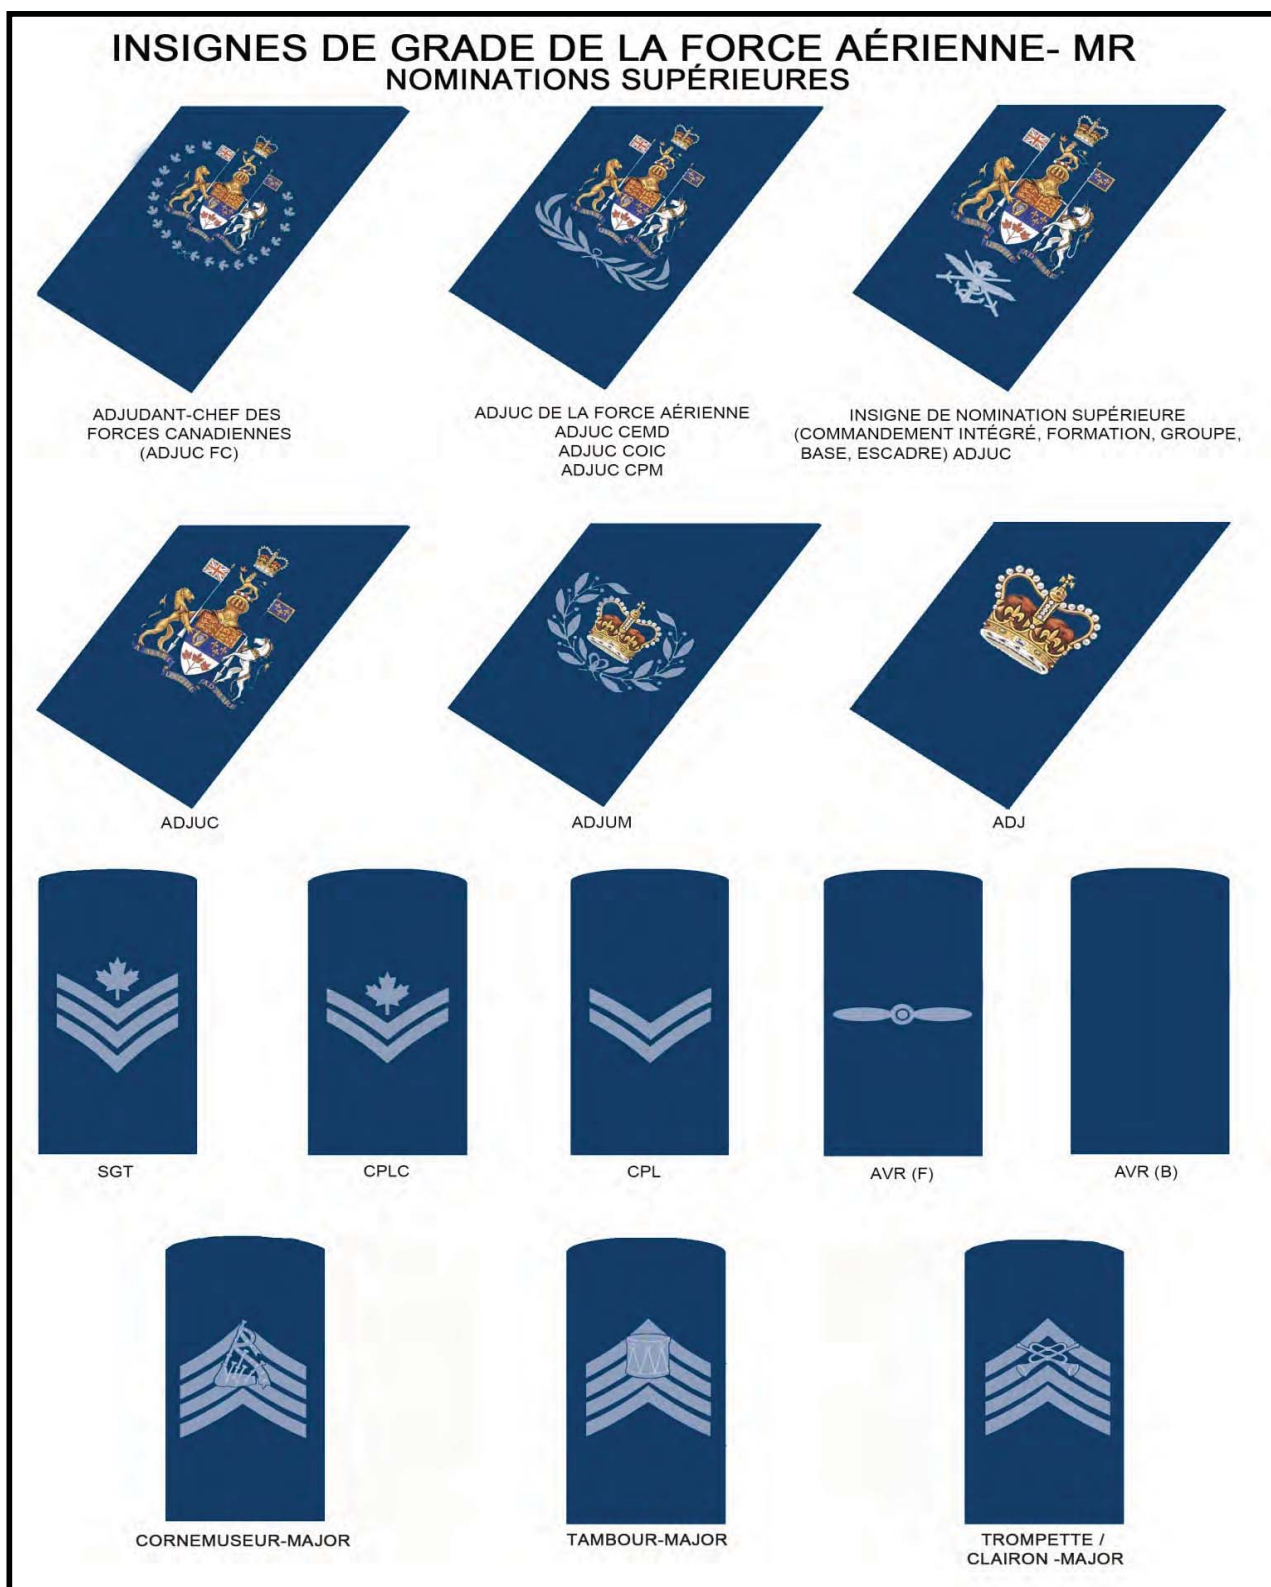 INSIGNES DE GRADE DE LA FORCE AÉRIENNE- MR
NOMINATIONS SUPÉRIEURES
ADJUDANT-CHEF DES
FORCES CANADIENNES
(ADJUC FC)
ADJUC DE LA FORCE AÉRIENNE
ADJUC CEMD
ADJUC COIC
ADJUC CPM
INSIGNE DE NOMINATION SUPÉRIEURE
(COMMANDEMENT INTÉGRÉ, FORMATION, GROUPE,
BASE, ESCADRE) ADJUC
ADJUC
ADJUM
ADJ
SGT
CPLC
CPL
AVR (F)
AVR (B)
CORNEMUSEUR-MAJOR
TAMBOUR-MAJOR
TROMPETTE /
CLAIRON -MAJOR